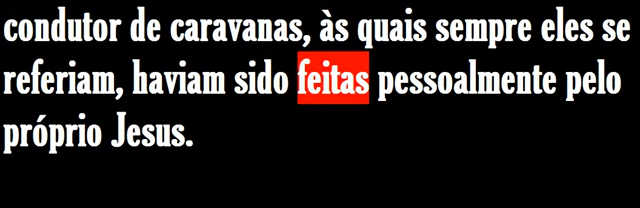 condutor de caravanas, às quais sempre eles se
referiam, haviam sido feitas pessoalmente pelo
próprio Jesus.